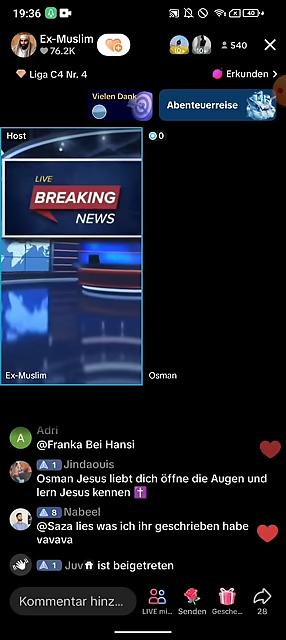 19:36
40
Ex-Muslim
76.2K
10+
540
Liga C4 Nr. 4
Erkunden >
Vielen Dank
Abenteuerreise
Host
0
LIVE
BREAKING
NEWS
Ex-Muslim
Osman
Adri
@Franka Bei Hansi
1 Jindaouis
Osman Jesus liebt dich öffne die Augen und
lern Jesus kennen ✝️
8 Nabeel
@Saza lies was ich ihr geschrieben habe
vavava
1 Juv ist beigetreten
Kommentar hinz...
LIVE mi...
Senden
Gesche...
28